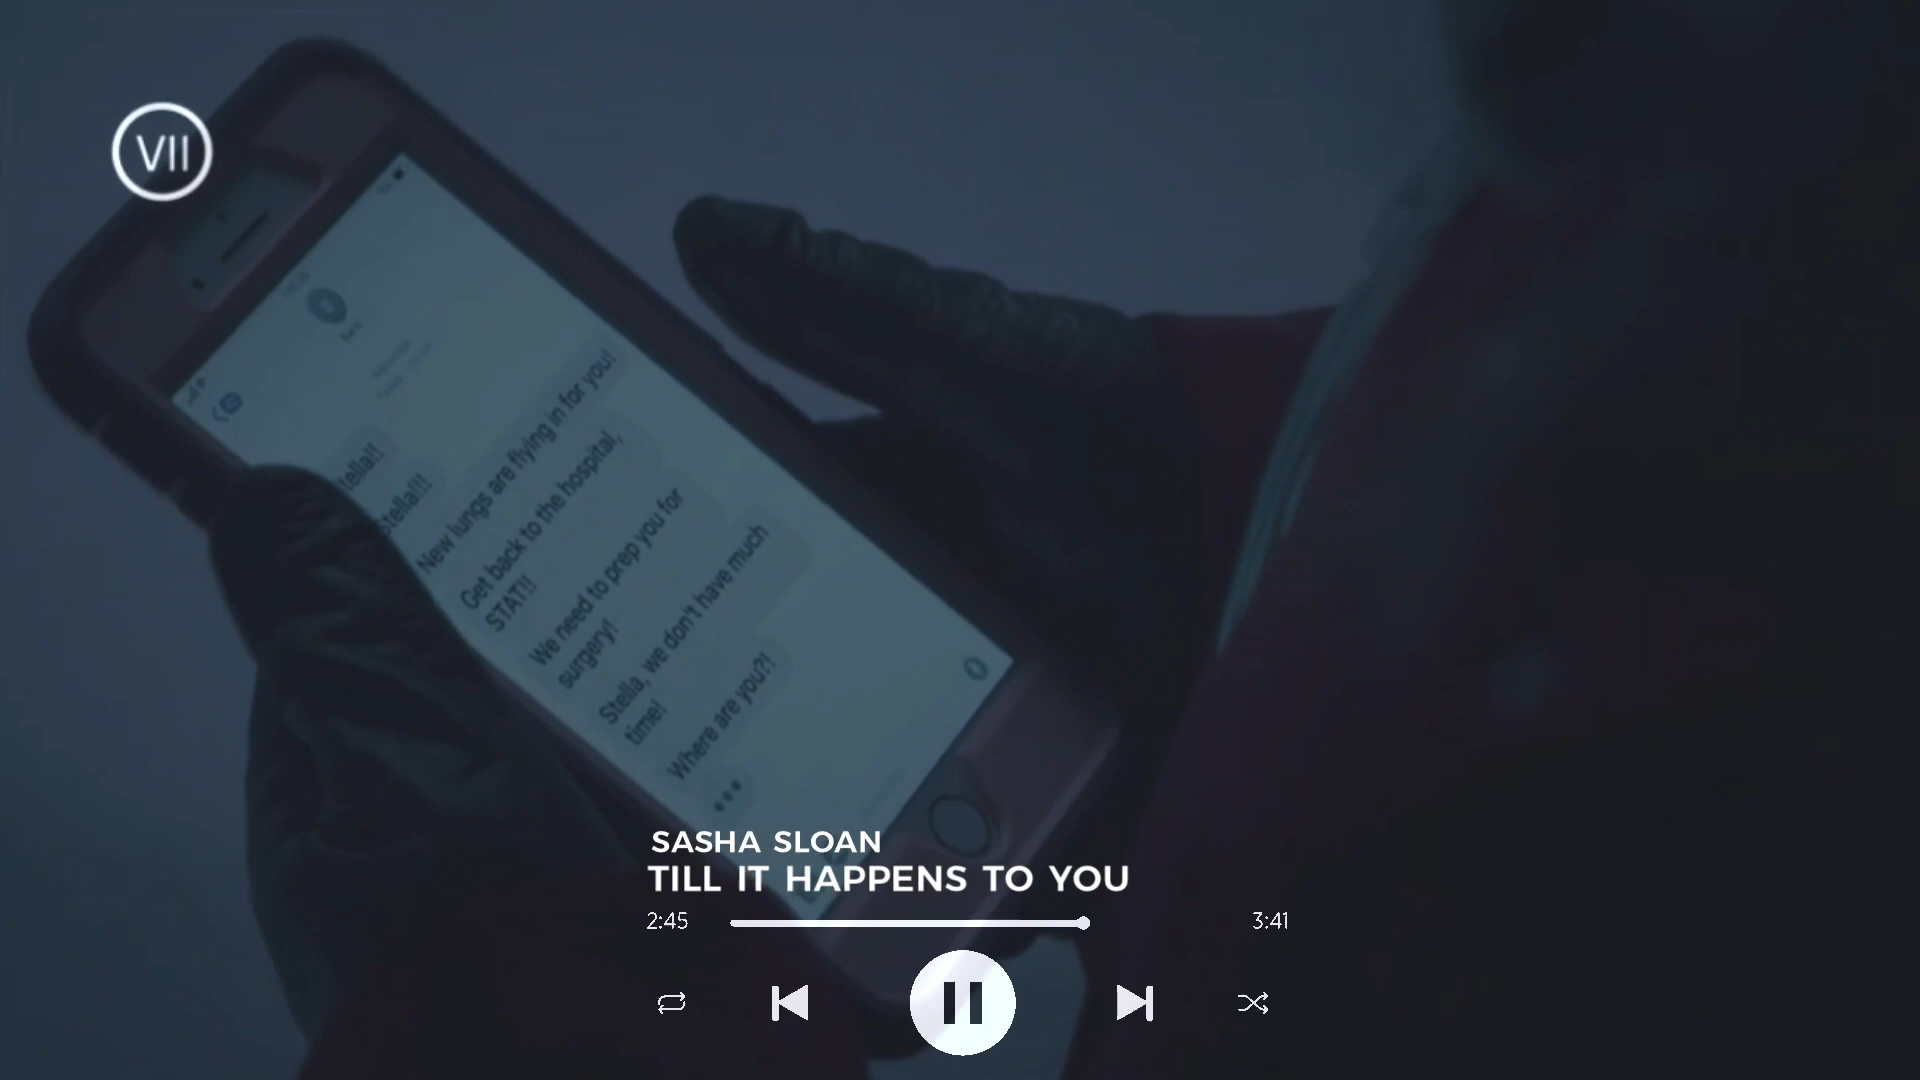 VII
tella!!
Stella!!!
New lungs are flying in for you!
Get back to the hospital,
STAT!!
We need to prep you for
surgery!
Stella, we don't have much
time!
Where are you?!
SASHA SLOAN
TILL IT HAPPENS TO YOU
2:45
3:41